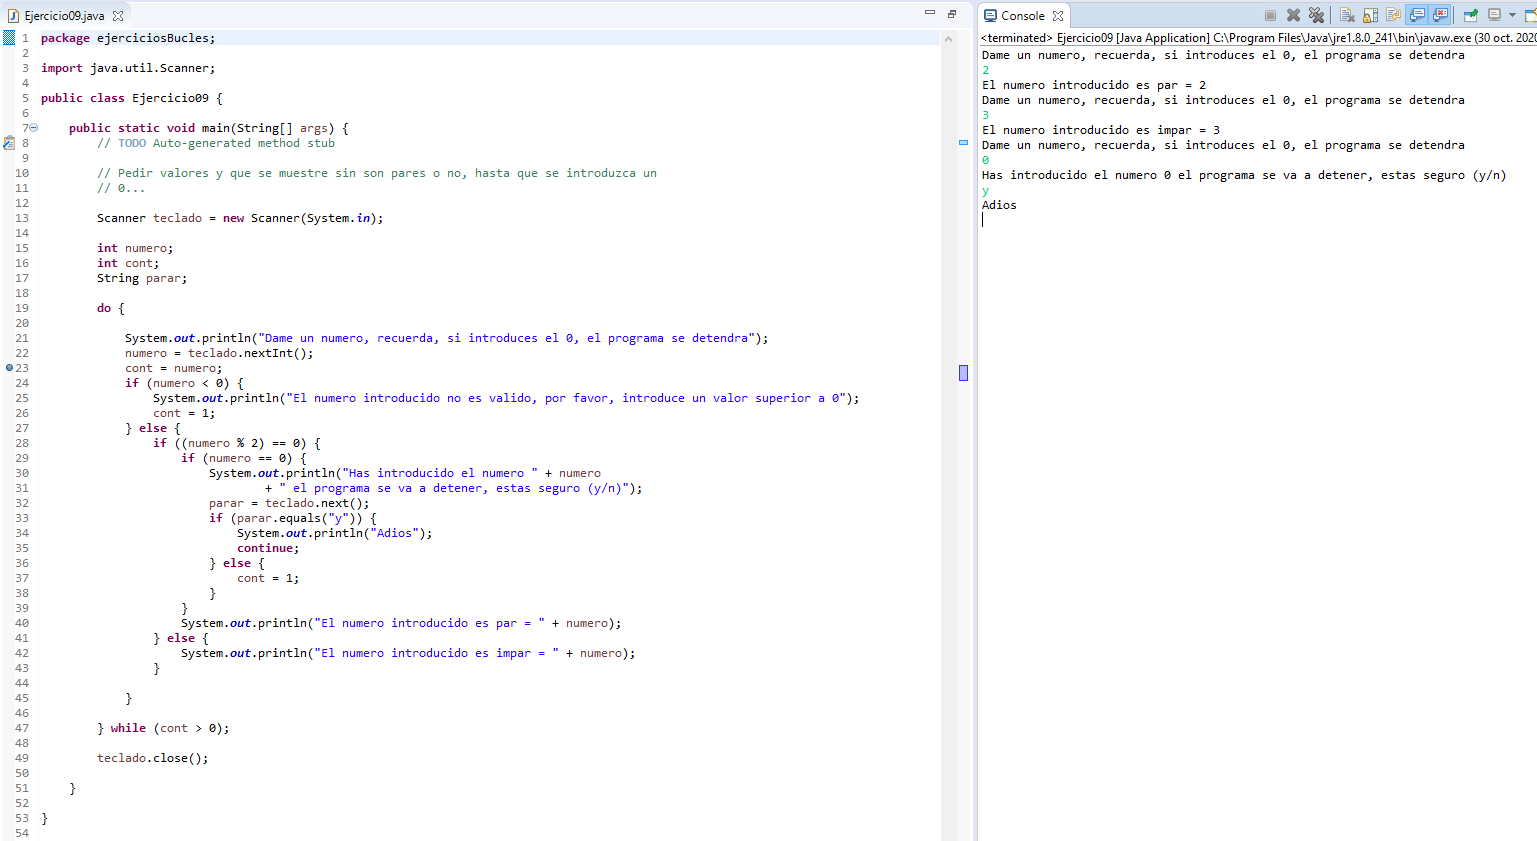 Ejercicio09.java
1 package ejerciciosBucles;
2
3 import java.util.Scanner;
4
5 public class Ejercicio09 {
6
7 public static void main(String[] args) {
8 // TODO Auto-generated method stub
9
10 // Pedir valores y que se muestre sin son pares o no, hasta que se introduzca un
11 // 0...
12
13 Scanner teclado = new Scanner(System.in);
14
15 int numero;
16 int cont;
17 String parar;
18
19 do {
20
21 System.out.println("Dame un numero, recuerda, si introduces el 0, el programa se detendra");
22 numero = teclado.nextInt();
23 cont = numero;
24 if (numero < 0) {
25 System.out.println("El numero introducido no es valido, por favor, introduce un valor superior a 0");
26 cont = 1;
27 } else {
28 if ((numero % 2) == 0) {
29 if (numero == 0) {
30 System.out.println("Has introducido el numero " + numero
31 + " el programa se va a detener, estas seguro (y/n)");
32 parar = teclado.next();
33 if (parar.equals("y")) {
34 System.out.println("Adios");
35 continue;
36 } else {
37 cont = 1;
38 }
39 }
40 System.out.println("El numero introducido es par = " + numero);
41 } else {
42 System.out.println("El numero introducido es impar = " + numero);
43 }
44
45 }
46
47 } while (cont > 0);
48
49 teclado.close();
50
51 }
52
53 }
54
Console
<terminated> Ejercicio09 [Java Application] C:\Program Files\Java\jre1.8.0_241\bin\javaw.exe (30 oct. 2020
Dame un numero, recuerda, si introduces el 0, el programa se detendra
2
El numero introducido es par = 2
Dame un numero, recuerda, si introduces el 0, el programa se detendra
3
El numero introducido es impar = 3
Dame un numero, recuerda, si introduces el 0, el programa se detendra
0
Has introducido el numero 0 el programa se va a detener, estas seguro (y/n)
y
Adios